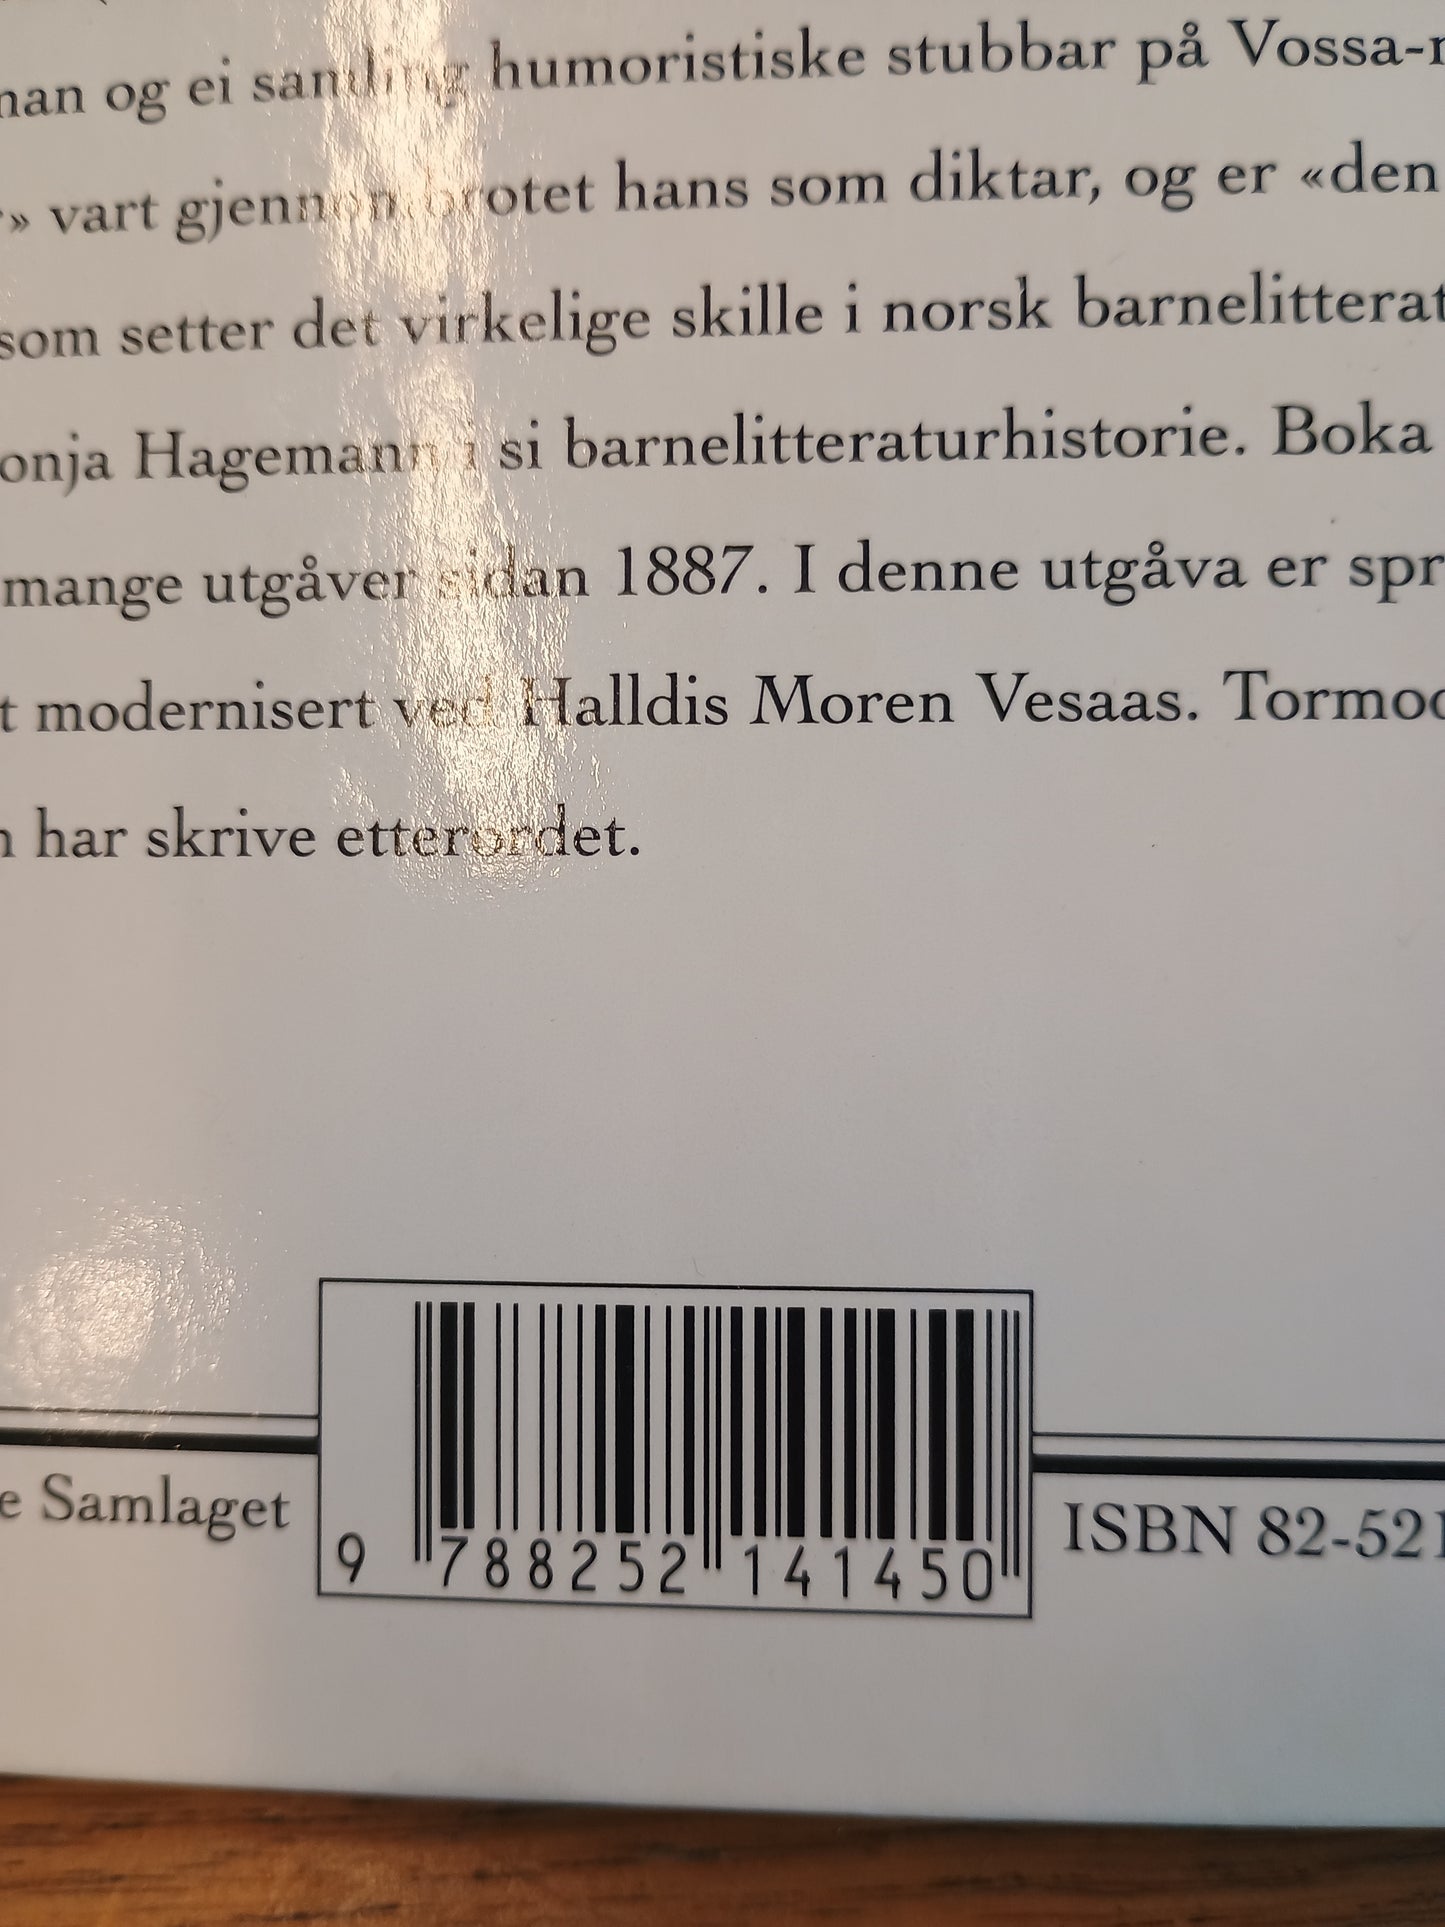 man og ei samling humoristiske stubbar på Vossa-
» vart gjennombrotet hans som diktar, og er «den
som setter det virkelige skille i norsk barnelitterat
onja Hagemann i si barnelitteraturhistorie. Boka
mange utgåver sidan 1887. I denne utgåva er spr
t modernisert ved Halldis Moren Vesaas. Tormod
n har skrive etterordet.
e Samlaget
9 788252 141450
ISBN 82-521